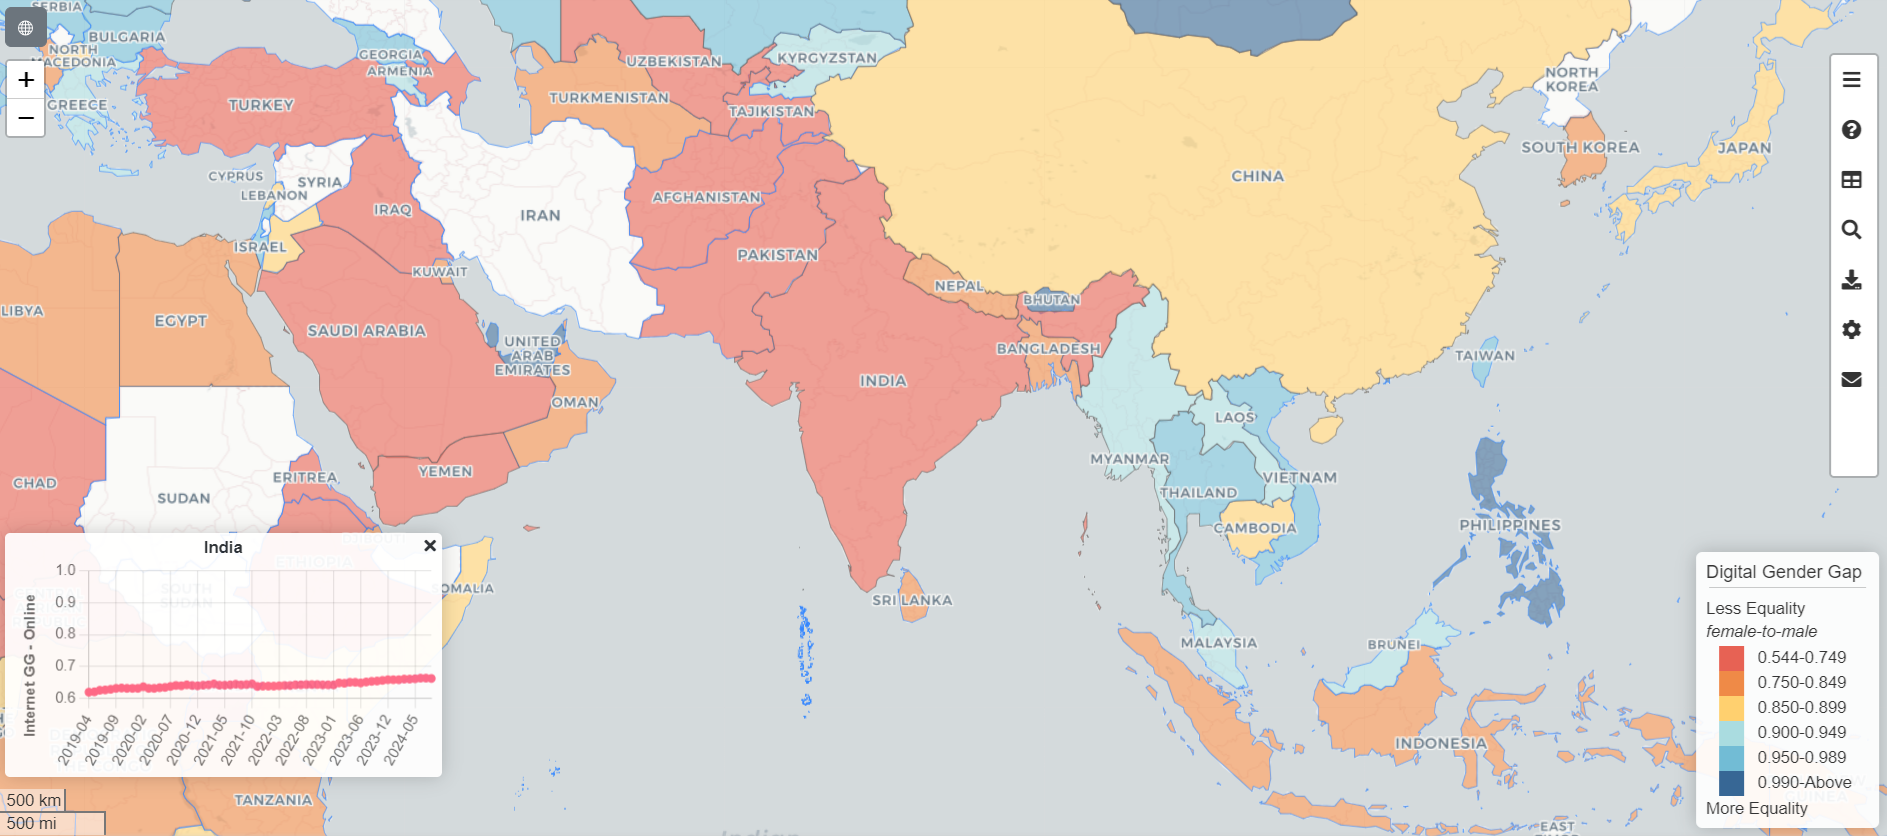 SERBIA
BULGARIA
NORTH
MACEDONIA
GREECE
GEORGIA
ARMENIA
TURKEY
CYPRUS
LEBANON
SYRIA
ISRAEL
IRAQ
IRAN
KUWAIT
UZBEKISTAN
KYRGYZSTAN
TURKMENISTAN
TAJIKISTAN
AFGHANISTAN
PAKISTAN
CHINA
NORTH
KOREA
SOUTH KOREA
JAPAN
LIBYA
EGYPT
SAUDI ARABIA
UNITED
ARAB
EMIRATES
OMAN
YEMEN
NEPAL
BHUTAN
BANGLADESH
INDIA
TAIWAN
LAOS
MYANMAR
THAILAND
VIETNAM
CAMBODIA
PHILIPPINES
CHAD
SUDAN
ERITREA
DJIBOUTI
ETHIOPIA
SOUTH
SUDAN
SOMALIA
SRI LANKA
MALAYSIA
BRUNEI
INDONESIA
TANZANIA
EAST
TIMOR
Indian
+
−
India
Internet GG - Online
1.0
0.9
0.8
0.7
0.6
2019-04
2019-09
2020-02
2020-07
2020-12
2021-05
2021-10
2022-03
2022-08
2023-01
2023-06
2023-12
2024-05
500 km
500 mi
Digital Gender Gap
Less Equality
female-to-male
0.544-0.749
0.750-0.849
0.850-0.899
0.900-0.949
0.950-0.989
0.990-Above
More Equality